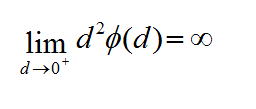 lim d²ϕ(d)= ∞
d→0⁺